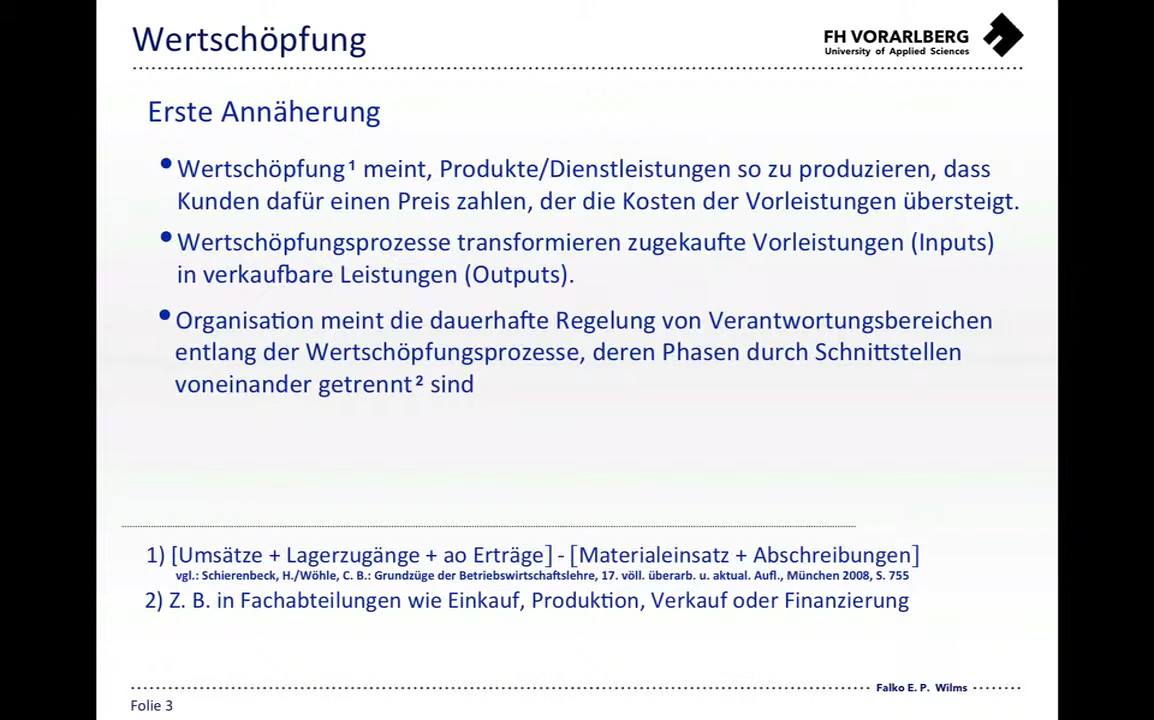 Wertschöpfung
FH VORARLBERG
University of Applied Sciences
Erste Annäherung
• Wertschöpfung¹ meint, Produkte/Dienstleistungen so zu produzieren, dass
Kunden dafür einen Preis zahlen, der die Kosten der Vorleistungen übersteigt.
• Wertschöpfungsprozesse transformieren zugekaufte Vorleistungen (Inputs)
in verkaufbare Leistungen (Outputs).
• Organisation meint die dauerhafte Regelung von Verantwortungsbereichen
entlang der Wertschöpfungsprozesse, deren Phasen durch Schnittstellen
voneinander getrennt² sind
1) [Umsätze + Lagerzugänge + ao Erträge] - [Materialeinsatz + Abschreibungen]
vgl.: Schierenbeck, H./Wöhle, C. B.: Grundzüge der Betriebswirtschaftslehre, 17. völl. überarb. u. aktual. Aufl., München 2008, S. 755
2) Z. B. in Fachabteilungen wie Einkauf, Produktion, Verkauf oder Finanzierung
Falko E. P. Wilms
Folie 3